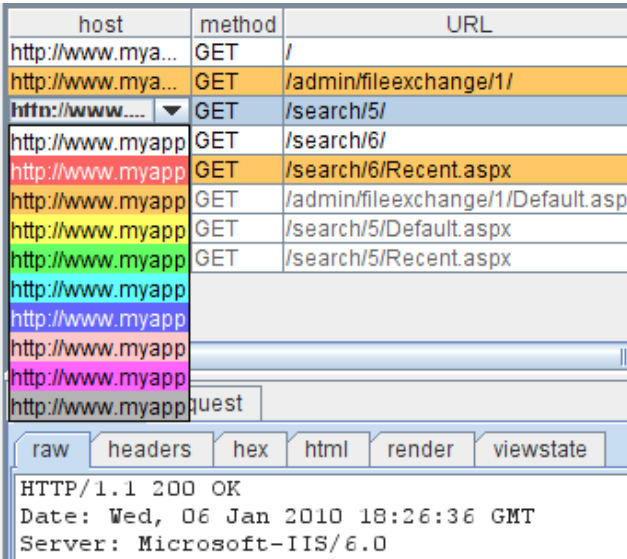 host method URL
http://www.mya... GET /
http://www.mya... GET /admin/fileexchange/1/
http://www.... GET /search/5/
http://www.myapp GET /search/6/
http://www.myapp GET /search/6/Recent.aspx
http://www.myapp GET /admin/fileexchange/1/Default.asp
http://www.myapp GET /search/5/Default.aspx
http://www.myapp GET /search/5/Recent.aspx
http://www.myapp
http://www.myapp
http://www.myapp
http://www.myapp
http://www.myapp quest
raw headers hex html render viewstate
HTTP/1.1 200 OK
Date: Wed, 06 Jan 2010 18:26:36 GMT
Server: Microsoft-IIS/6.0